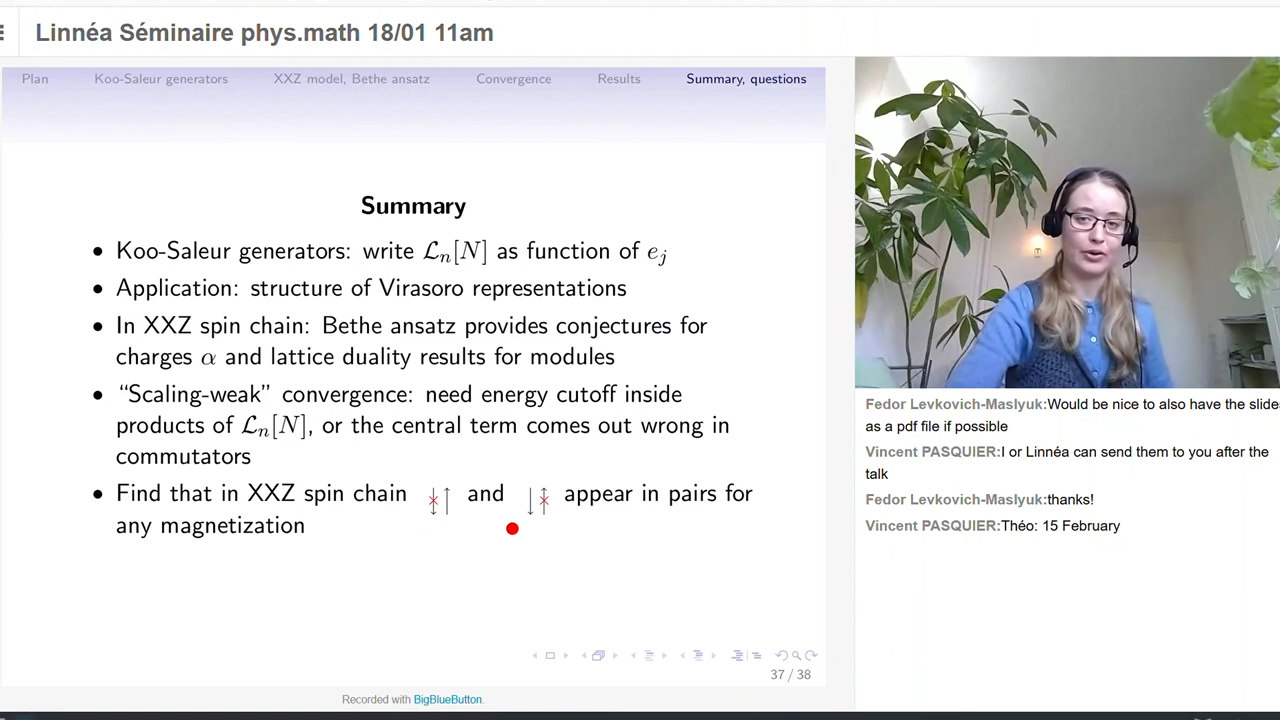 Linnéa Séminaire phys.math 18/01 11am
Plan Koo-Saleur generators XXZ model, Bethe ansatz Convergence Results Summary, questions
Summary
• Koo-Saleur generators: write ℒₙ[N] as function of eⱼ
• Application: structure of Virasoro representations
• In XXZ spin chain: Bethe ansatz provides conjectures for
charges α and lattice duality results for modules
• “Scaling-weak” convergence: need energy cutoff inside
products of ℒₙ[N], or the central term comes out wrong in
commutators
• Find that in XXZ spin chain and appear in pairs for
any magnetization
37 / 38
Recorded with BigBlueButton.
Fedor Levkovich-Maslyuk:Would be nice to also have the slide
as a pdf file if possible
Vincent PASQUIER:I or Linnéa can send them to you after the
talk
Fedor Levkovich-Maslyuk:thanks!
Vincent PASQUIER:Théo: 15 February